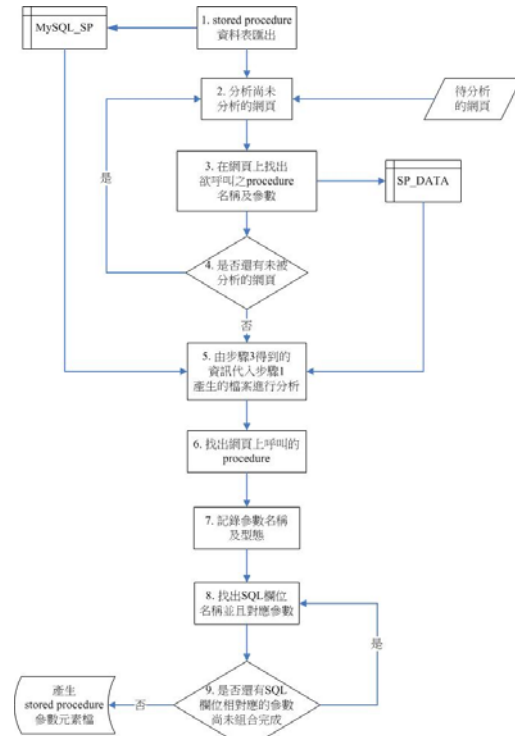 MySQL_SP
1. stored procedure
資料表匯出
2. 分析尚未
分析的網頁
待分析
的網頁
是
3. 在網頁上找出
欲呼叫之procedure
名稱及參數
SP_DATA
4. 是否還有未被
分析的網頁
否
5. 由步驟3得到的
資訊代入步驟1
產生的檔案進行分析
6. 找出網頁上呼叫的
procedure
7. 記錄參數名稱
及型態
8. 找出SQL欄位
名稱並且對應參數
是
9. 是否還有SQL
欄位相對應的參數
尚未組合完成
否
產生
stored procedure
參數元素檔